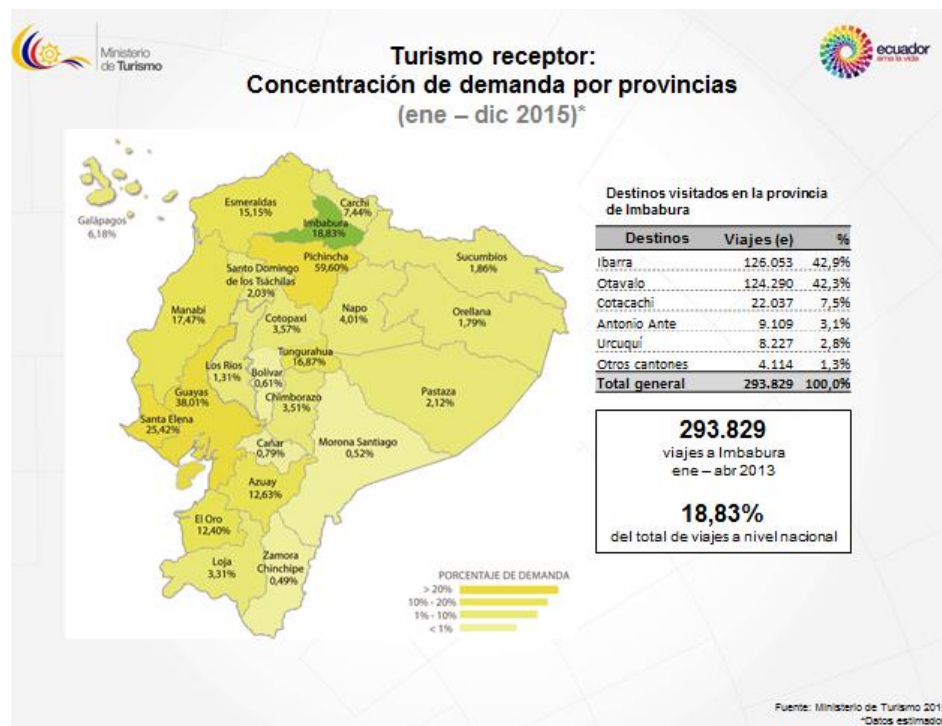 Ministerio
de Turismo
ecuador
ama la vida
Turismo receptor:
Concentración de demanda por provincias
(ene – dic 2015)*
Galápagos
6,18%
Esmeraldas
15,15%
Carchi
7,44%
Imbabura
18,83%
Pichincha
59,60%
Sucumbíos
1,86%
Santo Domingo
de los Tsáchilas
2,03%
Manabí
17,47%
Napo
4,01%
Orellana
1,79%
Cotopaxi
3,57%
Tungurahua
16,87%
Los Ríos
1,31%
Bolívar
0,61%
Pastaza
2,12%
Guayas
38,01%
Chimborazo
3,51%
Santa Elena
25,42%
Cañar
0,79%
Morona Santiago
0,52%
Azuay
12,63%
El Oro
12,40%
Loja
3,31%
Zamora
Chinchipe
0,49%
PORCENTAJE DE DEMANDA
> 20%
10% - 20%
1% - 10%
< 1%
Destinos visitados en la provincia
de Imbabura
Destinos Viajes (e) %
Ibarra 126.053 42,9%
Otavalo 124.290 42,3%
Cotacachi 22.037 7,5%
Antonio Ante 9.109 3,1%
Urcuquí 8.227 2,8%
Otros cantones 4.114 1,3%
Total general 293.829 100,0%
293.829
viajes a Imbabura
ene – abr 2013
18,83%
del total de viajes a nivel nacional
Fuente: Ministerio de Turismo 201
*Datos estimado